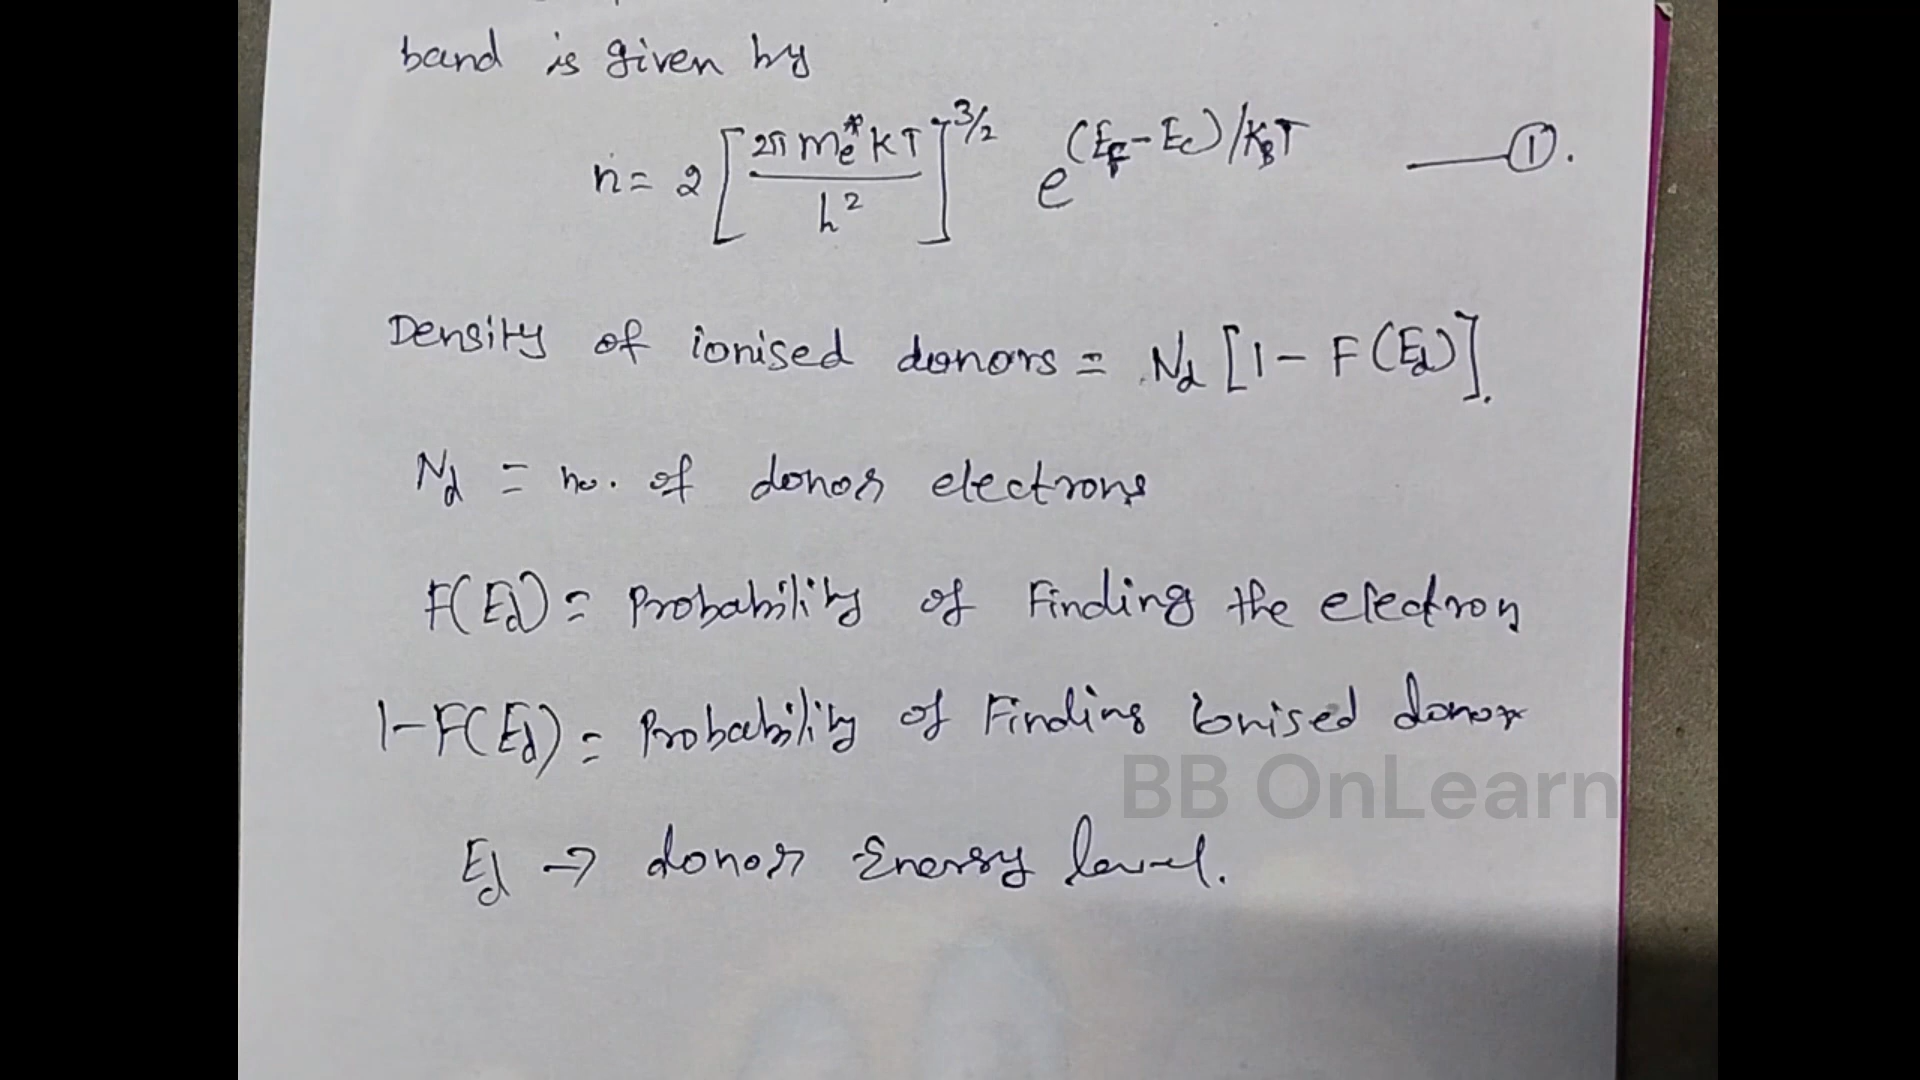 band is given by
n = 2 [2π m*e KT / h²]^3/2 e^(EF - Ec)/KBT —— ①.
Density of ionised donors = Nd [1 - F(Ed)].
Nd = no. of donor electrons
F(Ed) = Probability of Finding the electron
1-F(Ed) = Probability of Finding ionised donor
BB OnLearn
Ed → donor Energy level.